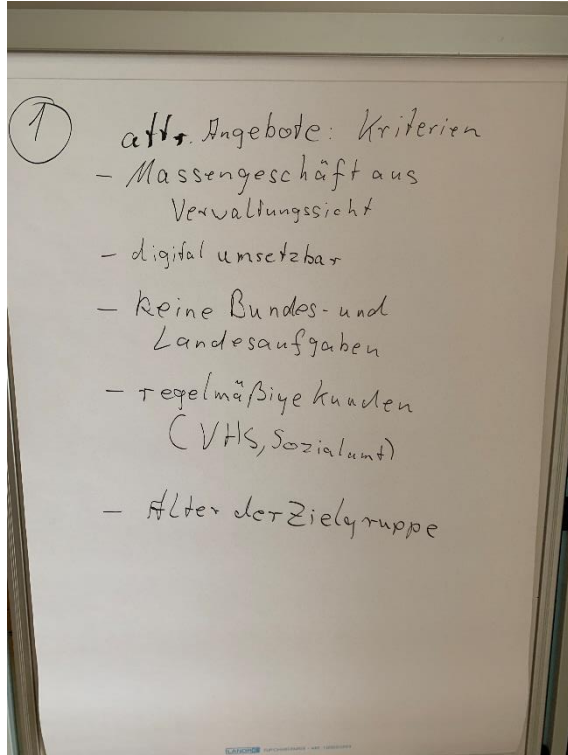 1
attr. Angebote: Kriterien
- Massengeschäft aus
Verwaltungssicht
- digital umsetzbar
- keine Bundes- und
Landesaufgaben
- regelmäßige Kunden
(VHS, Sozialamt)
- Alter der Zielgruppe
LANDRÉ